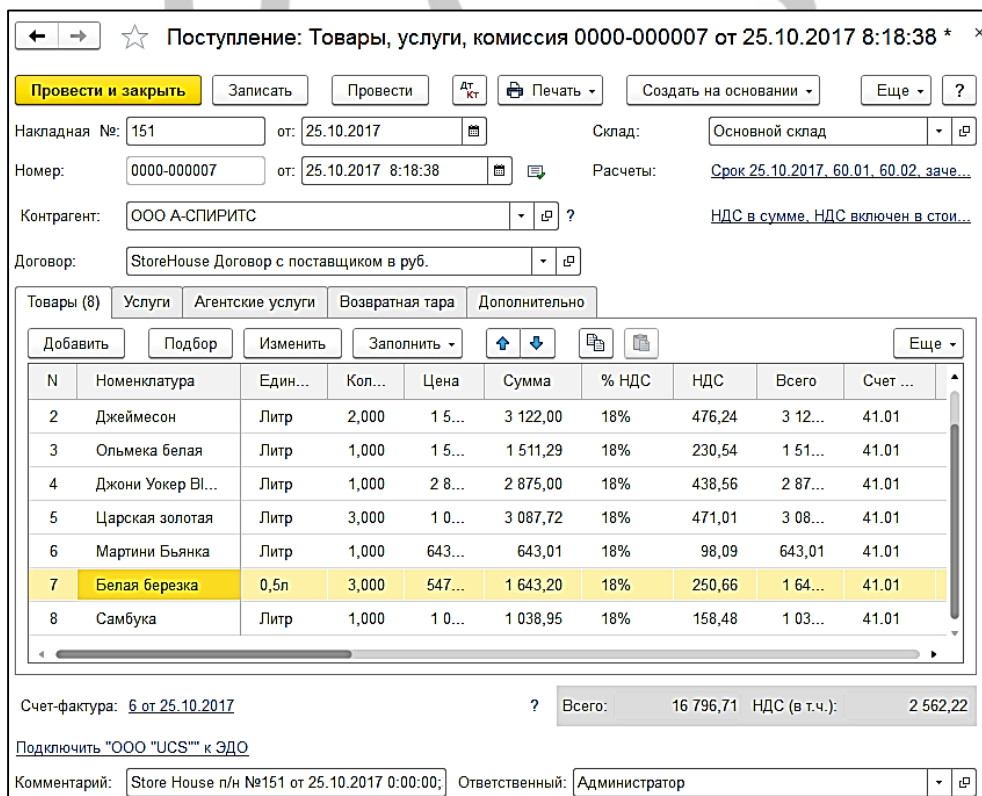 Поступление: Товары, услуги, комиссия 0000-000007 от 25.10.2017 8:18:38 *
Провести и закрыть Записать Провести Дт Кт Печать Создать на основании Еще ?
Накладная №: 151 от: 25.10.2017 Склад: Основной склад
Номер: 0000-000007 от: 25.10.2017 8:18:38 Расчеты: Срок 25.10.2017, 60.01, 60.02, заче...
Контрагент: ООО А-СПИРИТС ? НДС в сумме, НДС включен в стои...
Договор: StoreHouse Договор с поставщиком в руб.
Товары (8) Услуги Агентские услуги Возвратная тара Дополнительно
Добавить Подбор Изменить Заполнить Еще
N Номенклатура Един... Кол... Цена Сумма % НДС НДС Всего Счет ...
2 Джеймесон Литр 2,000 1 5... 3 122,00 18% 476,24 3 12... 41.01
3 Ольмека белая Литр 1,000 1 5... 1 511,29 18% 230,54 1 51... 41.01
4 Джони Уокер Bl... Литр 1,000 2 8... 2 875,00 18% 438,56 2 87... 41.01
5 Царская золотая Литр 3,000 1 0... 3 087,72 18% 471,01 3 08... 41.01
6 Мартини Бьянка Литр 1,000 643... 643,01 18% 98,09 643,01 41.01
7 Белая березка 0,5л 3,000 547... 1 643,20 18% 250,66 1 64... 41.01
8 Самбука Литр 1,000 1 0... 1 038,95 18% 158,48 1 03... 41.01
Счет-фактура: 6 от 25.10.2017 ? Всего: 16 796,71 НДС (в т.ч.): 2 562,22
Подключить "ООО "UCS"" к ЭДО
Комментарий: Store House п/н №151 от 25.10.2017 0:00:00; Ответственный: Администратор